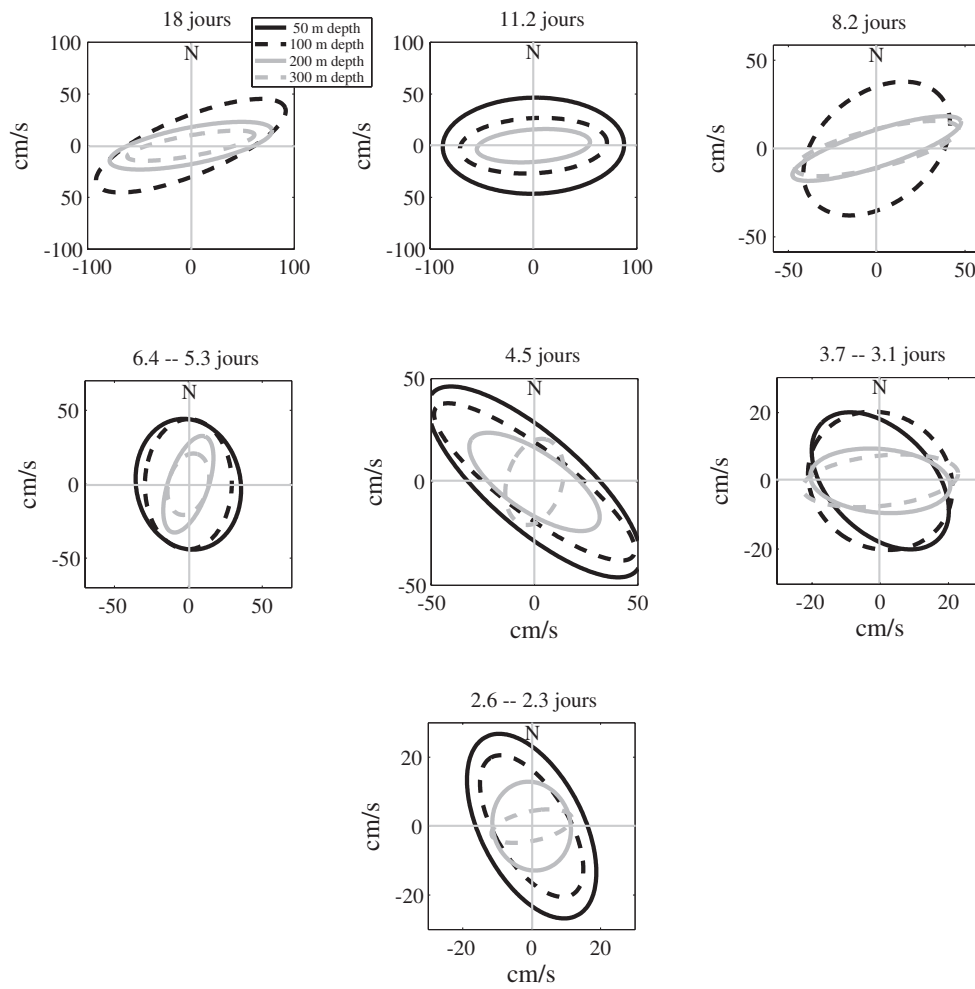 18 jours
100
N
50
0
50
-100
-100
0
100
cm/s
50 m depth
100 m depth
200 m depth
300 m depth
11.2 jours
100
N
50
0
50
-100
-100
0
100
cm/s
8.2 jours
50
N
0
-50
-50
0
50
cm/s
6.4 -- 5.3 jours
50
N
0
-50
-50
0
50
cm/s
4.5 jours
50
N
0
-50
-50
0
50
cm/s
cm/s
3.7 -- 3.1 jours
20
N
0
-20
-20
0
20
cm/s
cm/s
2.6 -- 2.3 jours
20
N
0
-20
-20
0
20
cm/s
cm/s